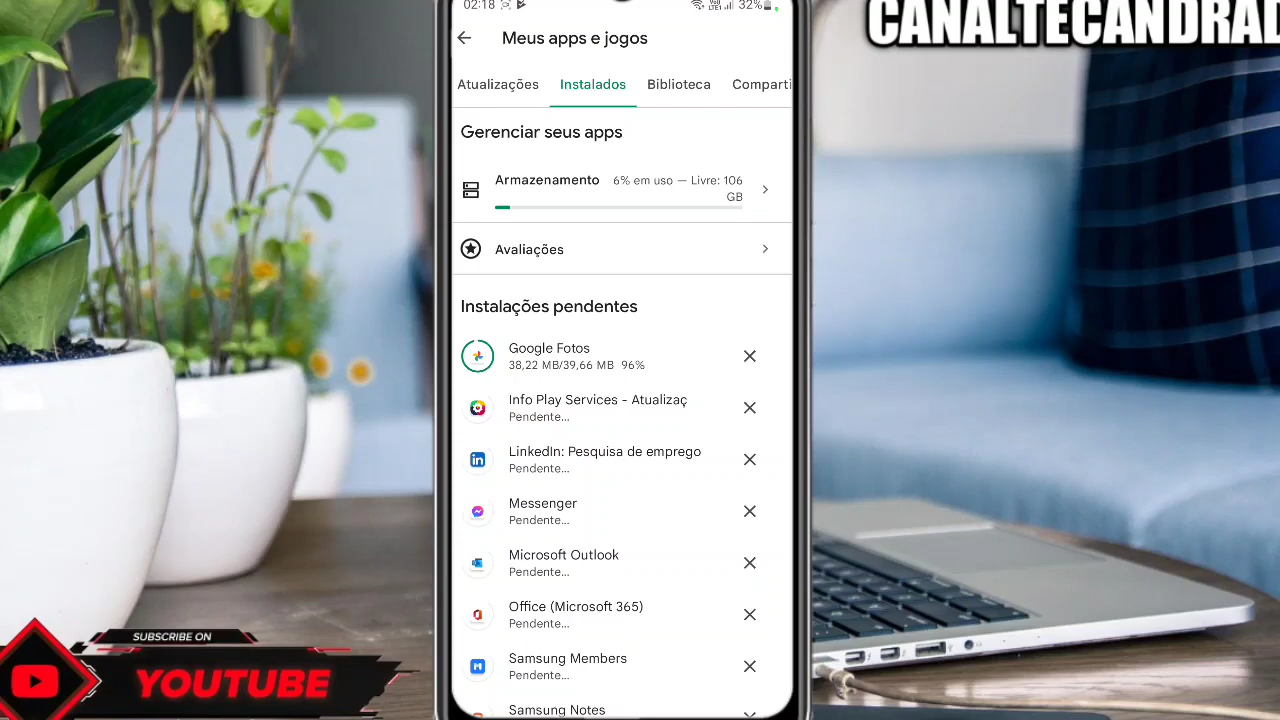 CANALTECANDRAD
02:18
32%
Meus apps e jogos
Atualizações Instalados Biblioteca Comparti
Gerenciar seus apps
Armazenamento 6% em uso — Livre: 106
GB
Avaliações
Instalações pendentes
Google Fotos
38,22 MB/39,66 MB 96%
Info Play Services - Atualizaç
Pendente...
LinkedIn: Pesquisa de emprego
Pendente...
Messenger
Pendente...
Microsoft Outlook
Pendente...
Office (Microsoft 365)
Pendente...
Samsung Members
Pendente...
Samsung Notes
SUBSCRIBE ON
YOUTUBE